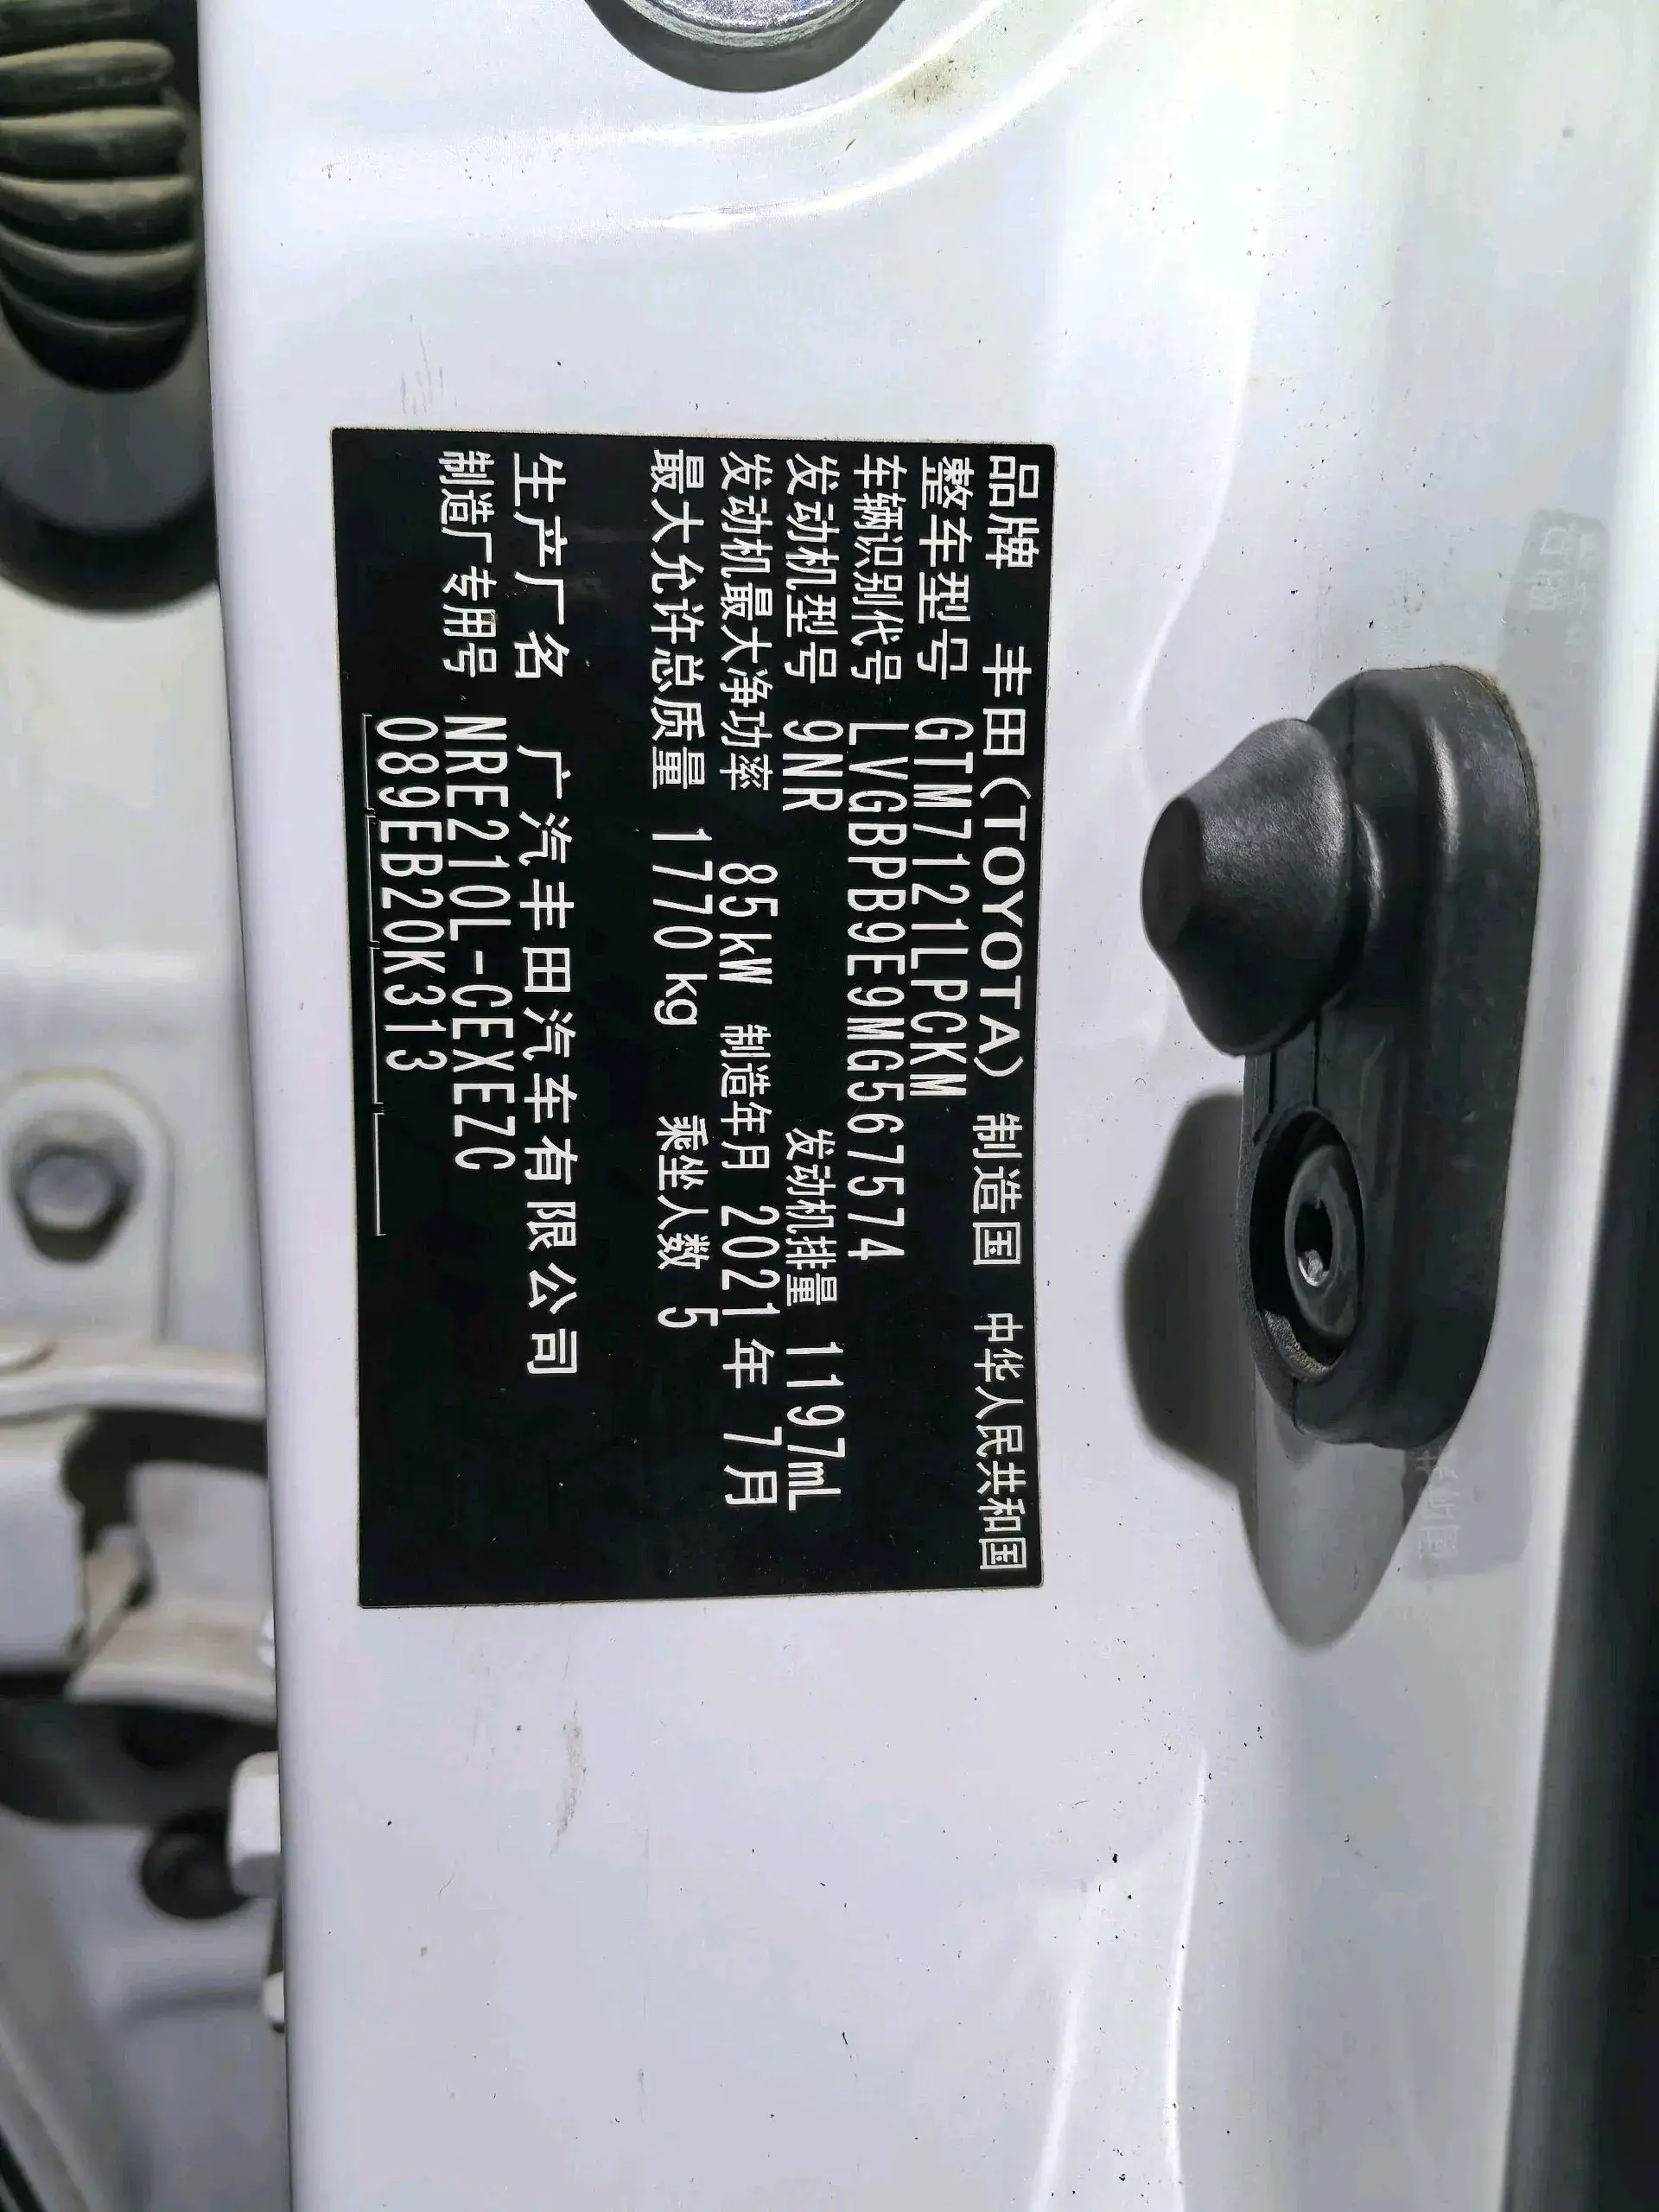 品牌 丰田(TOYOTA) 制造国 中华人民共和国
整车型号 GTM7121LPCKM
车辆识别代号 LVGBPB9E9MG567574
发动机型号 9NR 发动机排量 1197mL
发动机最大净功率 85kW 制造年月 2021年 7月
最大允许总质量 1770kg 乘坐人数 5
生产厂名 广汽丰田汽车有限公司
制造厂专用号 NRE210L-CEXEZC
089EB20K313